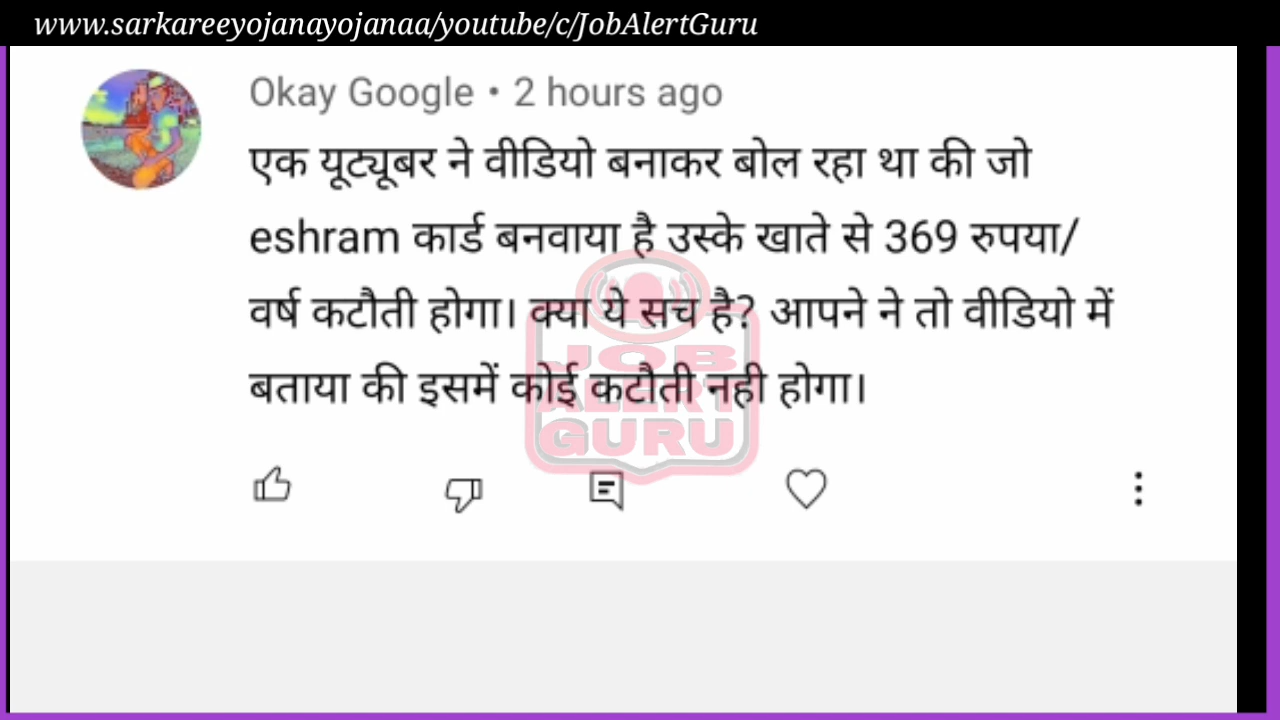 www.sarkareeyojanayojanaa/youtube/c/JobAlertGuru
Okay Google • 2 hours ago
एक यूट्यूबर ने वीडियो बनाकर बोल रहा था की जो
eshram कार्ड बनवाया है उस्के खाते से 369 रुपया/
वर्ष कटौती होगा। क्या ये सच है? आपने ने तो वीडियो में
बताया की इसमें कोई कटौती नही होगा।
JOB
ALERT
GURU